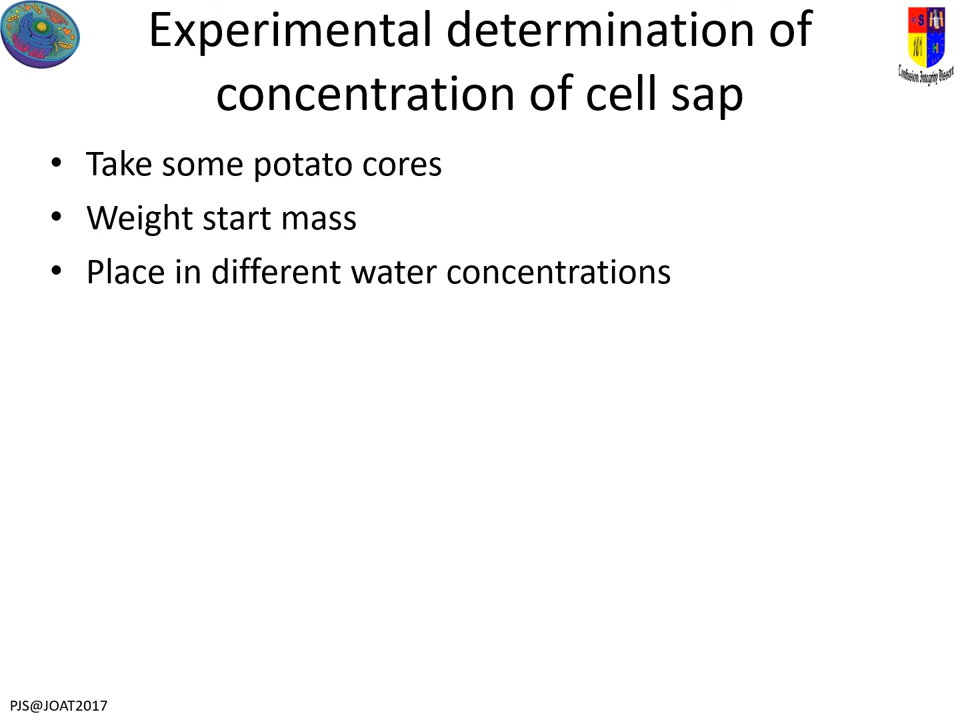 Experimental determination of
concentration of cell sap
• Take some potato cores
• Weight start mass
• Place in different water concentrations
PJS@JOAT2017